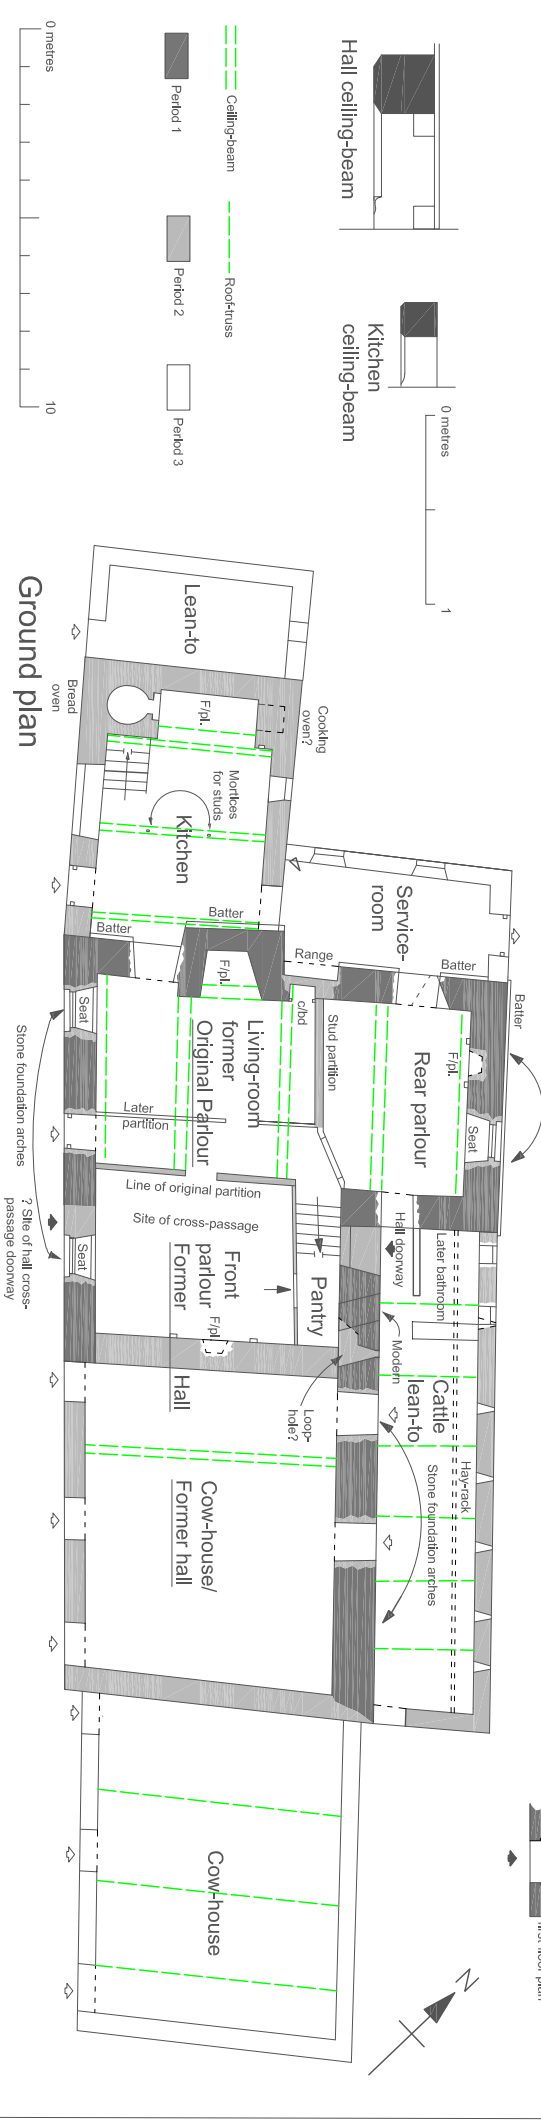 Hall ceiling-beam
Kitchen
ceiling-beam
0 metres
1
Ceiling-beam
Roof-truss
Period 1
Period 2
Period 3
0 metres
10
Ground plan
Lean-to
Bread
oven
Cooking
oven?
F/pl.
Mortices
for studs
Kitchen
Service-
room
Batter
Batter
Range
Batter
Batter
F/pl.
c/bd
Stud partition
Living-room
former
Original Parlour
Rear parlour
F/pl.
Seat
Seat
Stone foundation arches
Later
partition
Line of original partition
Site of cross-passage
Seat
? Site of hall cross-
passage doorway
Front
parlour
Former
Hall
F/pl.
Pantry
Hall doorway
Later bathroom
Modern
Loop-
hole?
Cattle
lean-to
Hay-rack
Stone foundation arches
Cow-house/
Former hall
Cow-house
N